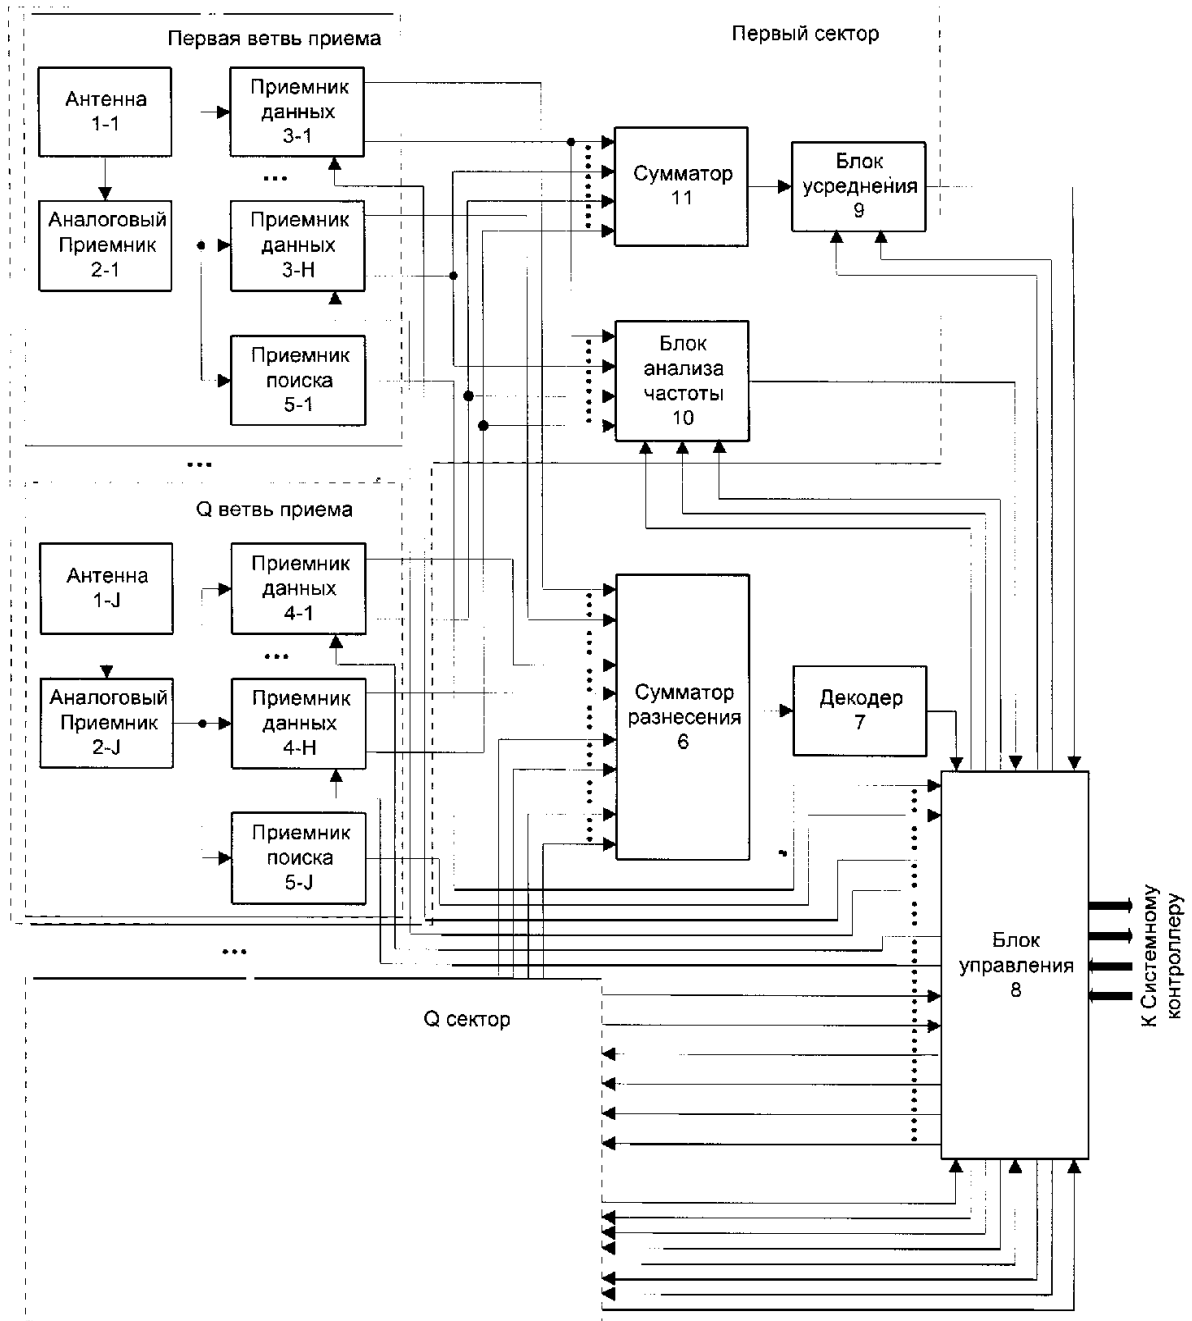 Первая ветвь приема
Первый сектор
Антенна
1-1
Приемник
данных
3-1
...
Сумматор
11
Блок
усреднения
9
Аналоговый
Приемник
2-1
Приемник
данных
3-Н
Приемник
поиска
5-1
Блок
анализа
частоты
10
...
Q ветвь приема
Антенна
1-J
Приемник
данных
4-1
...
Аналоговый
Приемник
2-J
Приемник
данных
4-Н
Сумматор
разнесения
6
Декодер
7
Приемник
поиска
5-J
...
Блок
управления
8
К Системному
контроллеру
Q сектор